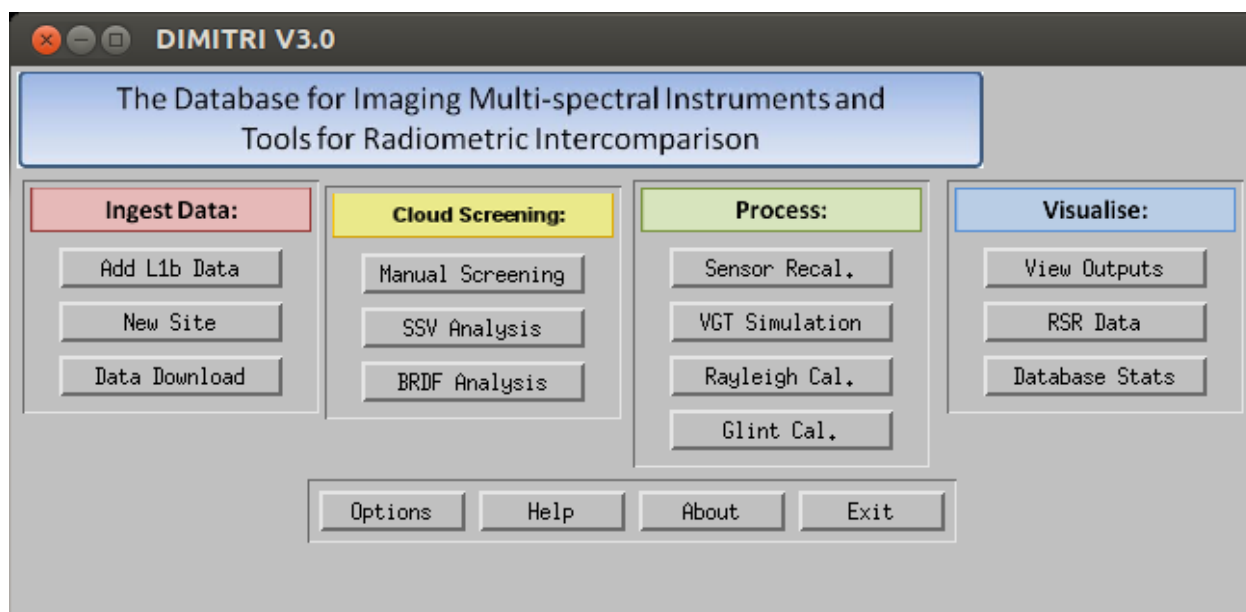 DIMITRI V3.0
The Database for Imaging Multi-spectral Instruments and
Tools for Radiometric Intercomparison
Ingest Data:
Add L1b Data
New Site
Data Download
Cloud Screening:
Manual Screening
SSV Analysis
BRDF Analysis
Process:
Sensor Recal.
VGT Simulation
Rayleigh Cal.
Glint Cal.
Visualise:
View Outputs
RSR Data
Database Stats
Options
Help
About
Exit